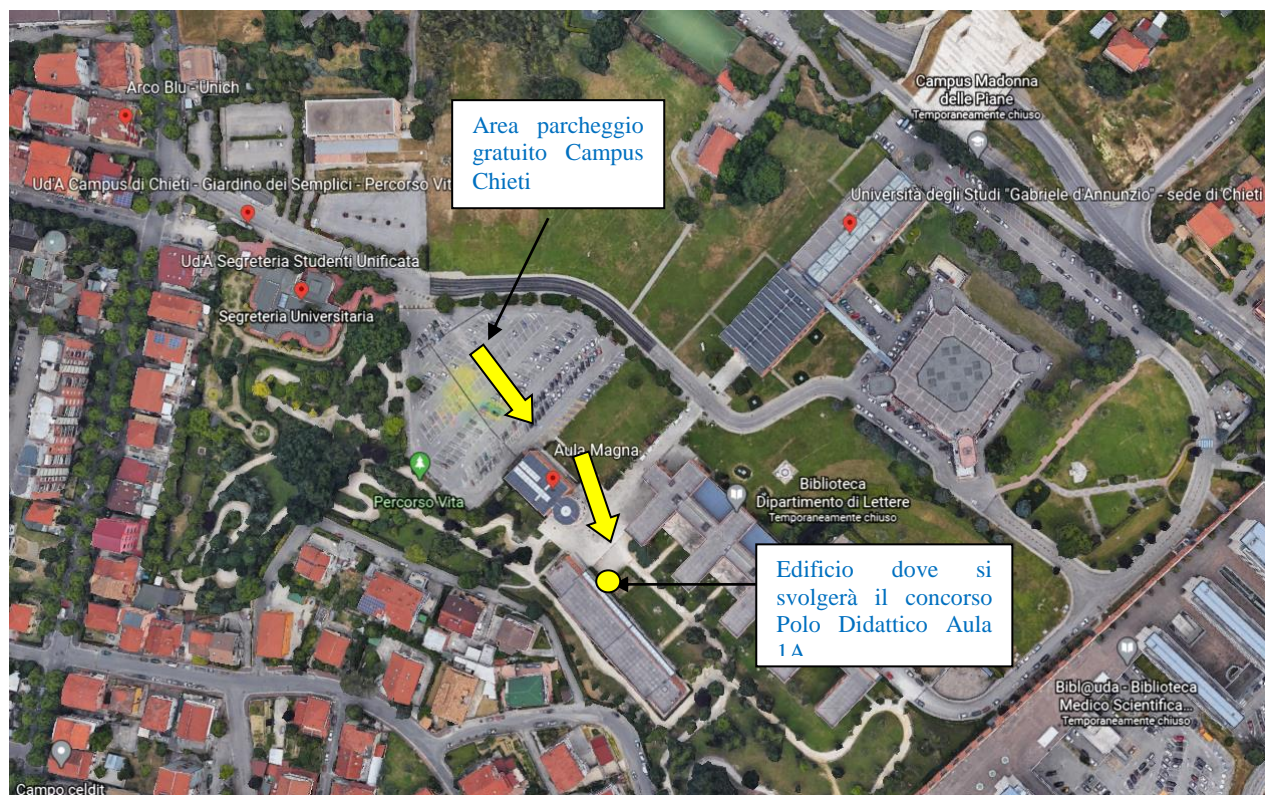 Arco Blu - Unich
Area parcheggio
gratuito Campus
Chieti
Campus Madonna
delle Piane
Temporaneamente chiuso
Ud'A Campus di Chieti - Giardino dei Semplici - Percorso Vit
Università degli Studi "Gabriele d'Annunzio" - sede di Chieti
Ud'A Segreteria Studenti Unificata
Segreteria Universitaria
Aula Magna
Percorso Vita
Biblioteca
Dipartimento di Lettere
Temporaneamente chiuso
Edificio dove si
svolgerà il concorso
Polo Didattico Aula
1A
Bibl@uda - Biblioteca
Medico Scientifica...
Temporaneamente chiuso
Campo celdit